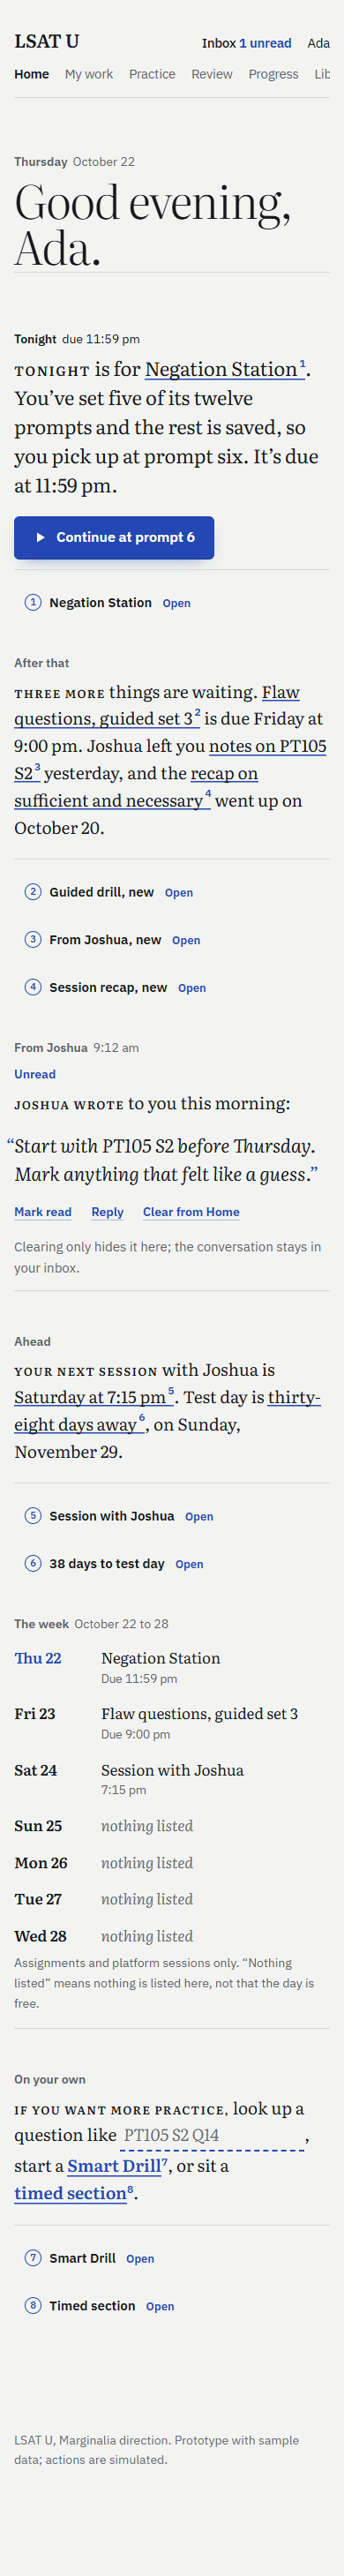 LSAT U
Inbox 1 unread Ada
Home My work Practice Review Progress Lib
Thursday October 22
Good evening,
Ada.
Tonight due 11:59 pm
TONIGHT is for Negation Station 1.
You’ve set five of its twelve
prompts and the rest is saved, so
you pick up at prompt six. It’s due
at 11:59 pm.
Continue at prompt 6
1 Negation Station Open
After that
THREE MORE things are waiting. Flaw
questions, guided set 3 2 is due Friday at
9:00 pm. Joshua left you notes on PT105
S2 3 yesterday, and the recap on
sufficient and necessary 4 went up on
October 20.
2 Guided drill, new Open
3 From Joshua, new Open
4 Session recap, new Open
From Joshua 9:12 am
Unread
JOSHUA WROTE to you this morning:
“Start with PT105 S2 before Thursday.
Mark anything that felt like a guess.”
Mark read Reply Clear from Home
Clearing only hides it here; the conversation stays in
your inbox.
Ahead
YOUR NEXT SESSION with Joshua is
Saturday at 7:15 pm 5. Test day is thirty-
eight days away 6, on Sunday,
November 29.
5 Session with Joshua Open
6 38 days to test day Open
The week October 22 to 28
Thu 22 Negation Station
Due 11:59 pm
Fri 23 Flaw questions, guided set 3
Due 9:00 pm
Sat 24 Session with Joshua
7:15 pm
Sun 25 nothing listed
Mon 26 nothing listed
Tue 27 nothing listed
Wed 28 nothing listed
Assignments and platform sessions only. “Nothing
listed” means nothing is listed here, not that the day is
free.
On your own
IF YOU WANT MORE PRACTICE, look up a
question like PT105 S2 Q14,
start a Smart Drill7, or sit a
timed section8.
7 Smart Drill Open
8 Timed section Open
LSAT U, Marginalia direction. Prototype with sample
data; actions are simulated.